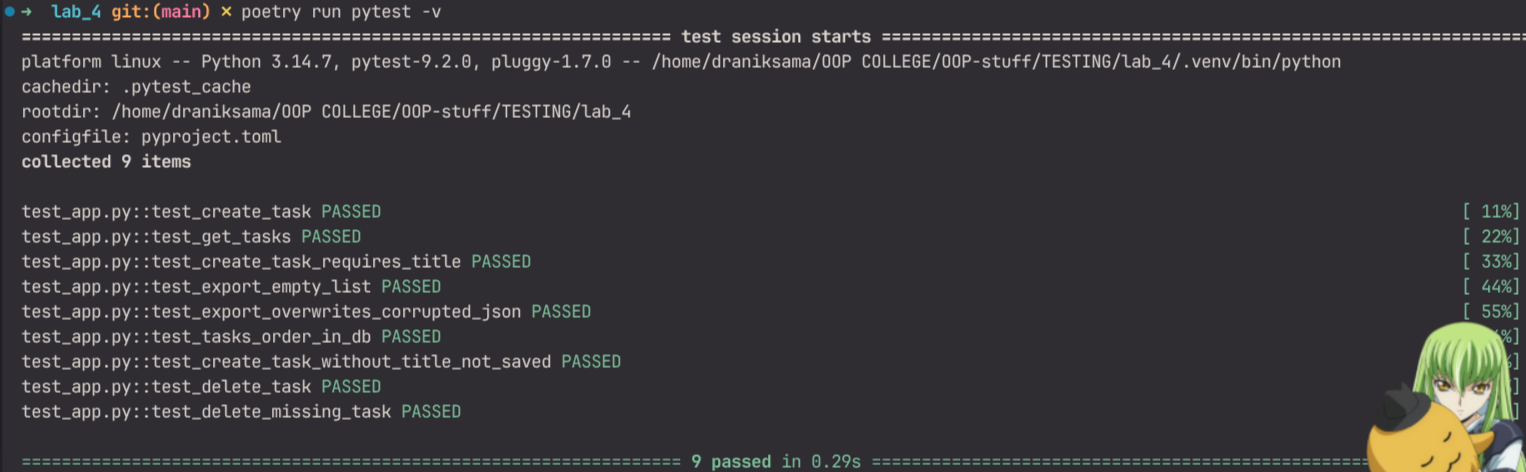 ➜ lab_4 git:(main) ✗ poetry run pytest -v
================================================================= test session starts =================================================================
platform linux -- Python 3.14.7, pytest-9.2.0, pluggy-1.7.0 -- /home/draniksama/OOP COLLEGE/OOP-stuff/TESTING/lab_4/.venv/bin/python
cachedir: .pytest_cache
rootdir: /home/draniksama/OOP COLLEGE/OOP-stuff/TESTING/lab_4
configfile: pyproject.toml
collected 9 items
test_app.py::test_create_task PASSED [ 11%]
test_app.py::test_get_tasks PASSED [ 22%]
test_app.py::test_create_task_requires_title PASSED [ 33%]
test_app.py::test_export_empty_list PASSED [ 44%]
test_app.py::test_export_overwrites_corrupted_json PASSED [ 55%]
test_app.py::test_tasks_order_in_db PASSED %]
test_app.py::test_create_task_without_title_not_saved PASSED ]
test_app.py::test_delete_task PASSED ]
test_app.py::test_delete_missing_task PASSED ]
================================================================== 9 passed in 0.29s ==================================================